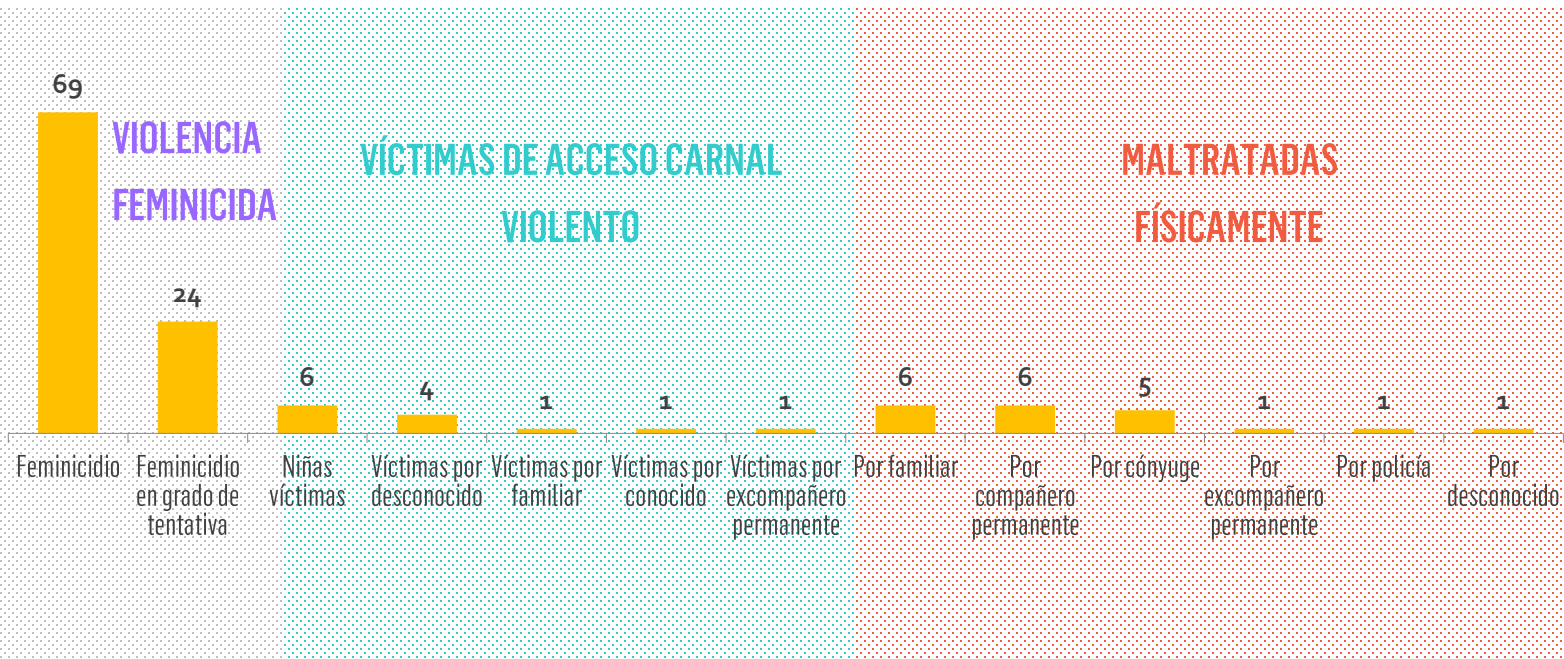 VIOLENCIA
FEMINICIDA
VÍCTIMAS DE ACCESO CARNAL
VIOLENTO
MALTRATADAS
FÍSICAMENTE
69
24
6
4
1
1
1
6
6
5
1
1
1
Feminicidio
Feminicidio
en grado de
tentativa
Niñas
víctimas
Víctimas por
desconocido
Víctimas por
familiar
Víctimas por
conocido
Víctimas por
excompañero
permanente
Por familiar
Por
compañero
permanente
Por cónyuge
Por
excompañero
permanente
Por policía
Por
desconocido